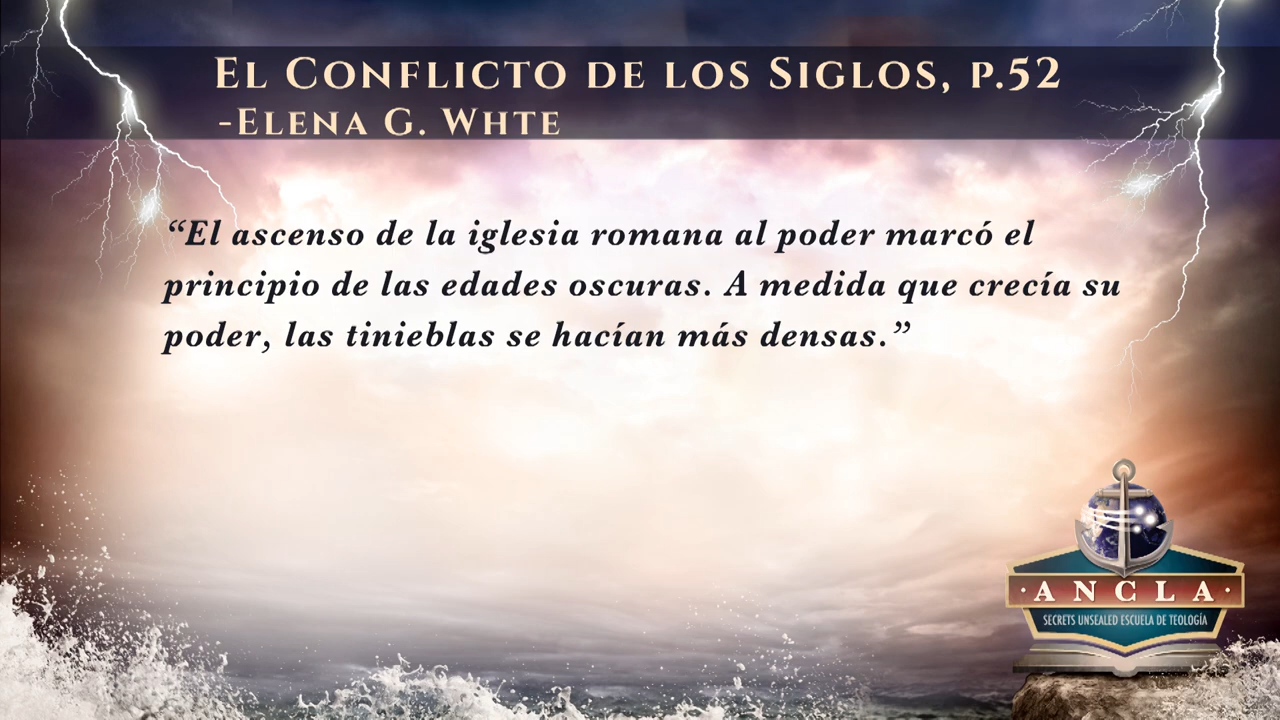 El Conflicto de los Siglos, p.52
-Elena G. Whte
“El ascenso de la iglesia romana al poder marcó el
principio de las edades oscuras. A medida que crecía su
poder, las tinieblas se hacían más densas.”
· ANCLA ·
SECRETS UNSEALED ESCUELA DE TEOLOGÍA